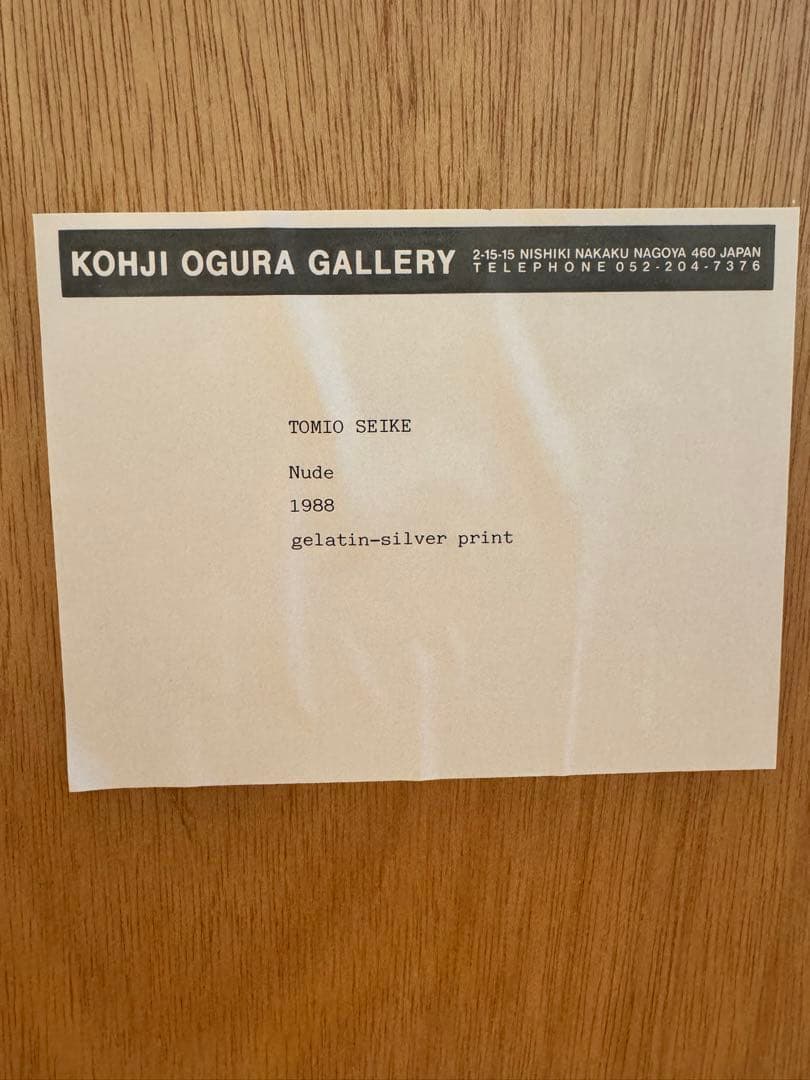 KOHJI OGURA GALLERY
2-15-15 NISHIKI NAKAKU NAGOYA 460 JAPAN
TELEPHONE 052-204-7376
TOMIO SEIKE
Nude
1988
gelatin-silver print